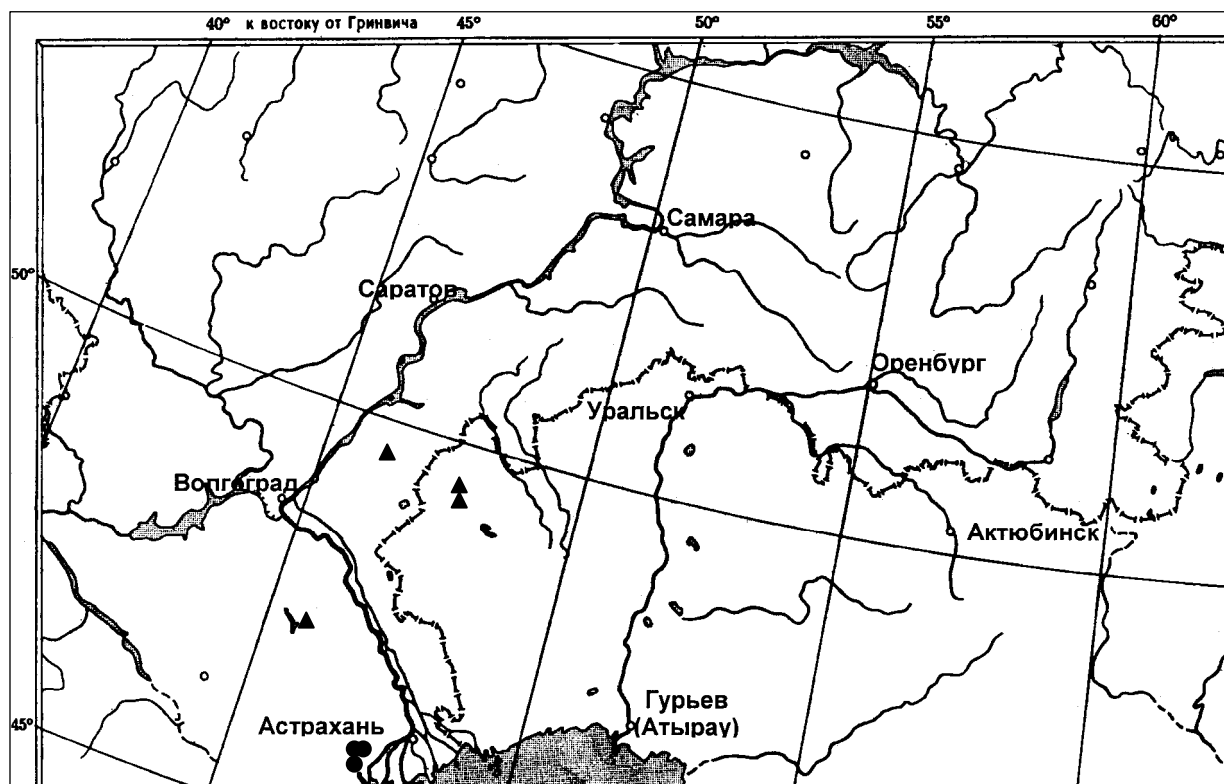 40° к востоку от Гринвича 45° 50° 55° 60°
Самара
50°
Саратов
Оренбург
Уральск
Волгоград
Актюбинск
Гурьев
(Атырау)
45°
Астрахань